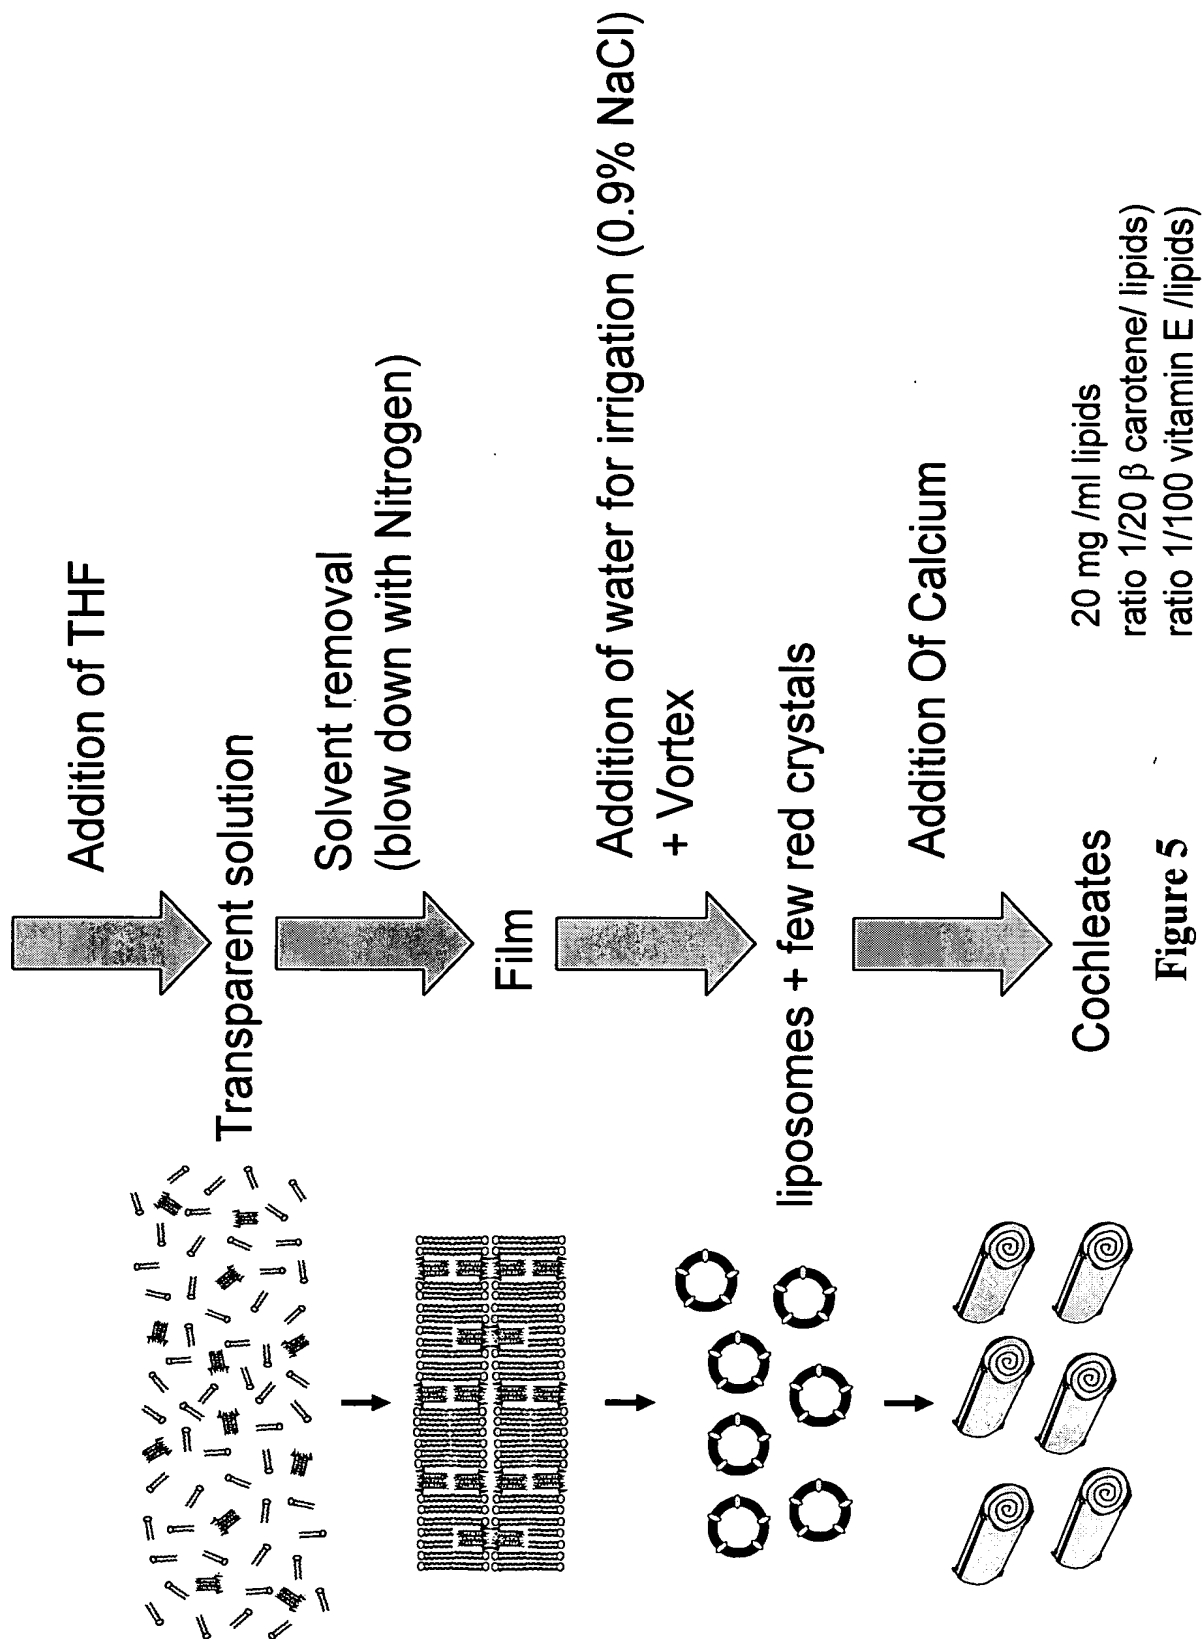 Addition of THF
Transparent solution
Solvent removal
(blow down with Nitrogen)
Film
Addition of water for irrigation (0.9% NaCl)
+ Vortex
liposomes + few red crystals
Addition Of Calcium
Cochleates
20 mg /ml lipids
ratio 1/20 β carotene/ lipids)
ratio 1/100 vitamin E /lipids)
Figure 5